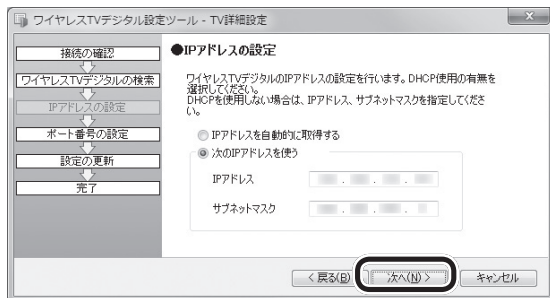 ワイヤレスTVデジタル設定ツール - TV詳細設定
接続の確認
ワイヤレスTVデジタルの検索
IPアドレスの設定
ポート番号の設定
設定の更新
完了
●IPアドレスの設定
ワイヤレスTVデジタルのIPアドレスの設定を行います。DHCP使用の有無を
選択してください。
DHCPを使用しない場合は、IPアドレス、サブネットマスクを指定してくださ
い。
IPアドレスを自動的に取得する
次のIPアドレスを使う
IPアドレス
サブネットマスク
< 戻る(B)
次へ(N) >
キャンセル